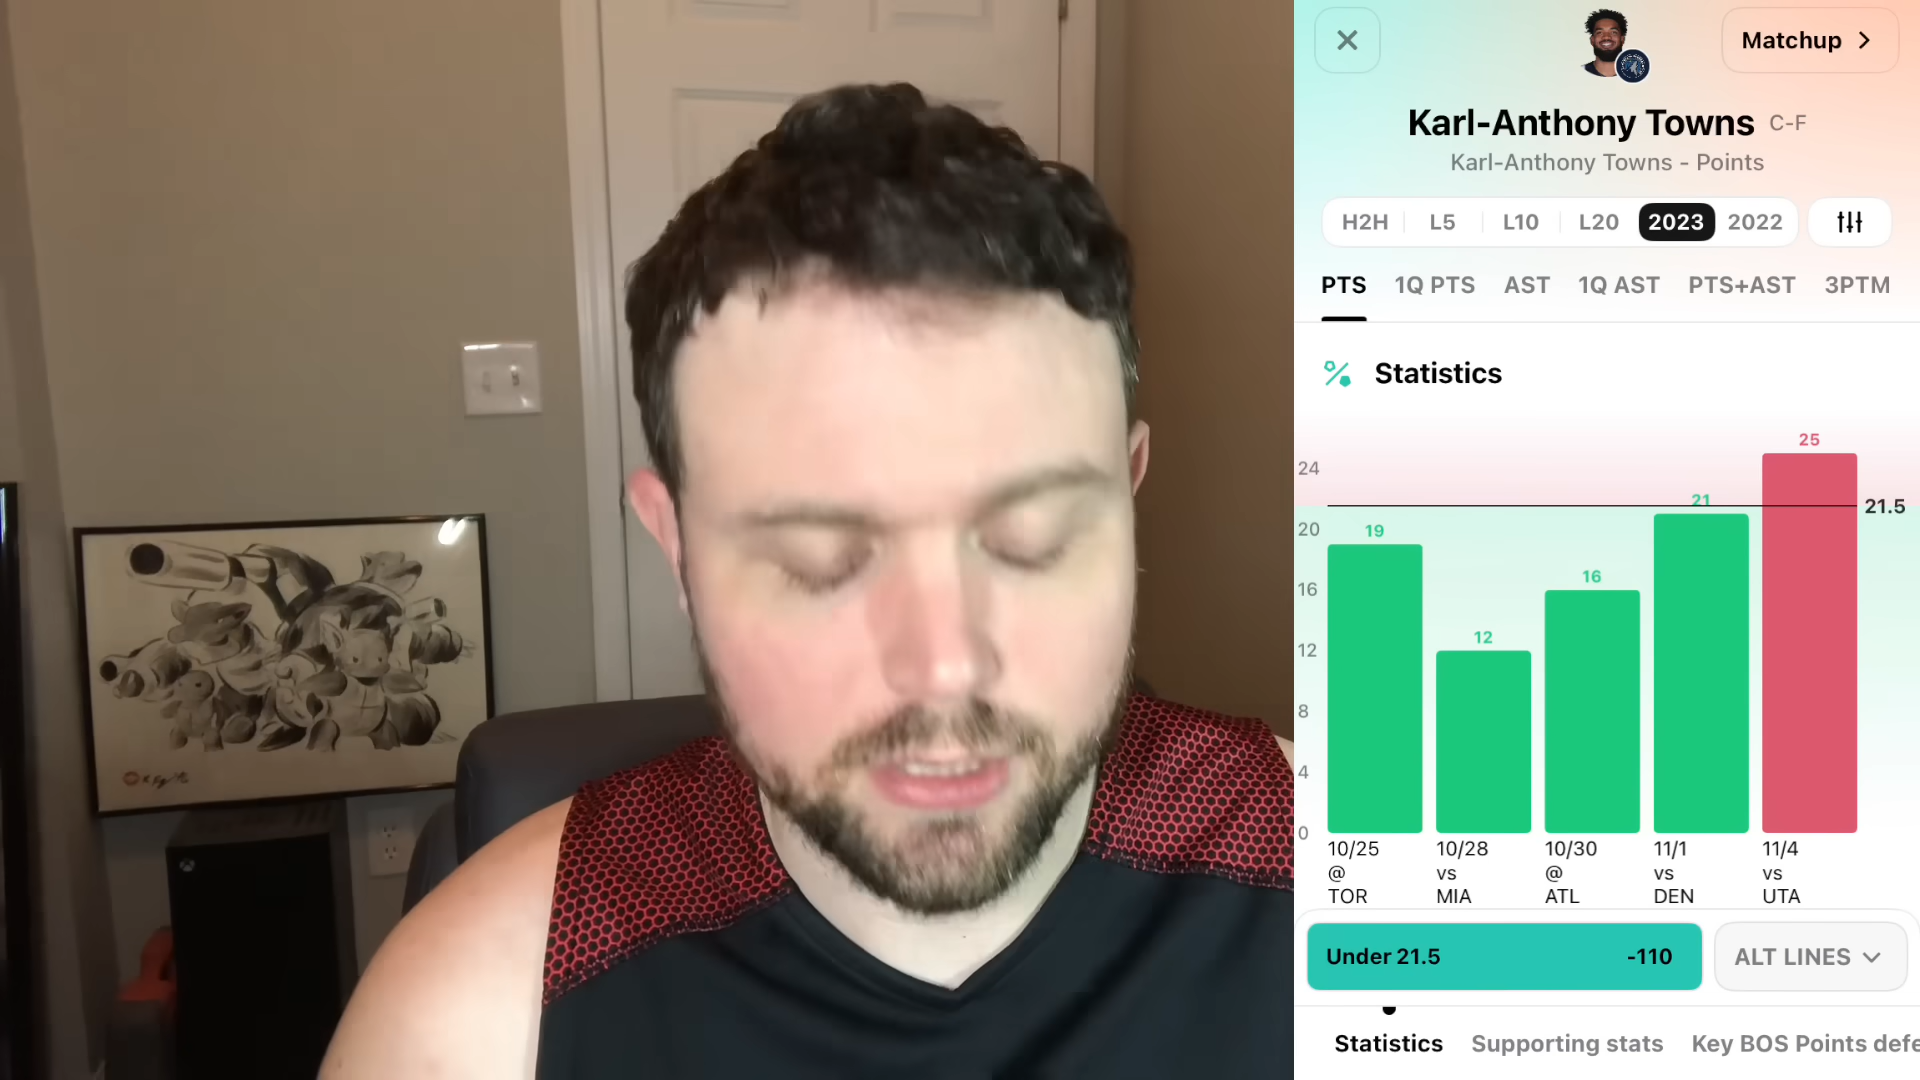 Matchup
Karl-Anthony Towns C-F
Karl-Anthony Towns - Points
H2H L5 L10 L20 2023 2022
PTS 1Q PTS AST 1Q AST PTS+AST 3PTM
Statistics
25
24
21
21.5
20
19
16
16
12
12
8
4
0
10/25 10/28 10/30 11/1 11/4
@ vs @ vs vs
TOR MIA ATL DEN UTA
Under 21.5 -110 ALT LINES
Statistics Supporting stats Key BOS Points defe